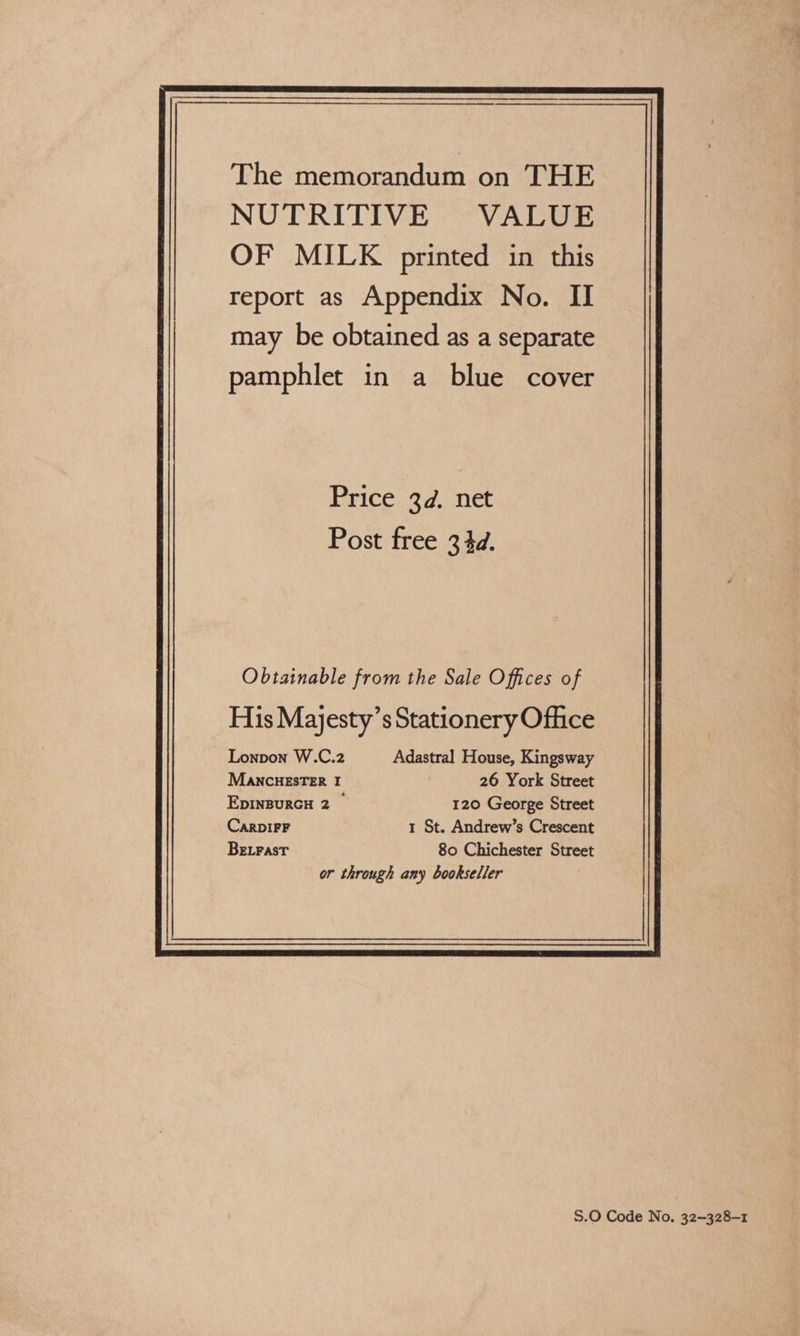 The memorandum on THE
NUTRITIVE VALUE
OF MILK printed in this
report as Appendix No. II
may be obtained as a separate
pamphlet in a blue cover
Price 3d. net
Post free 3½d.
Obtainable from the Sale Offices of
His Majesty's Stationery Office
London W.C.2 Adastral House, Kingsway
Manchester 1 26 York Street
Edinburgh 2 120 George Street
Cardiff 1 St. Andrew's Crescent
Belfast 80 Chichester Street
or through any bookseller
S.O Code No. 32-328-1